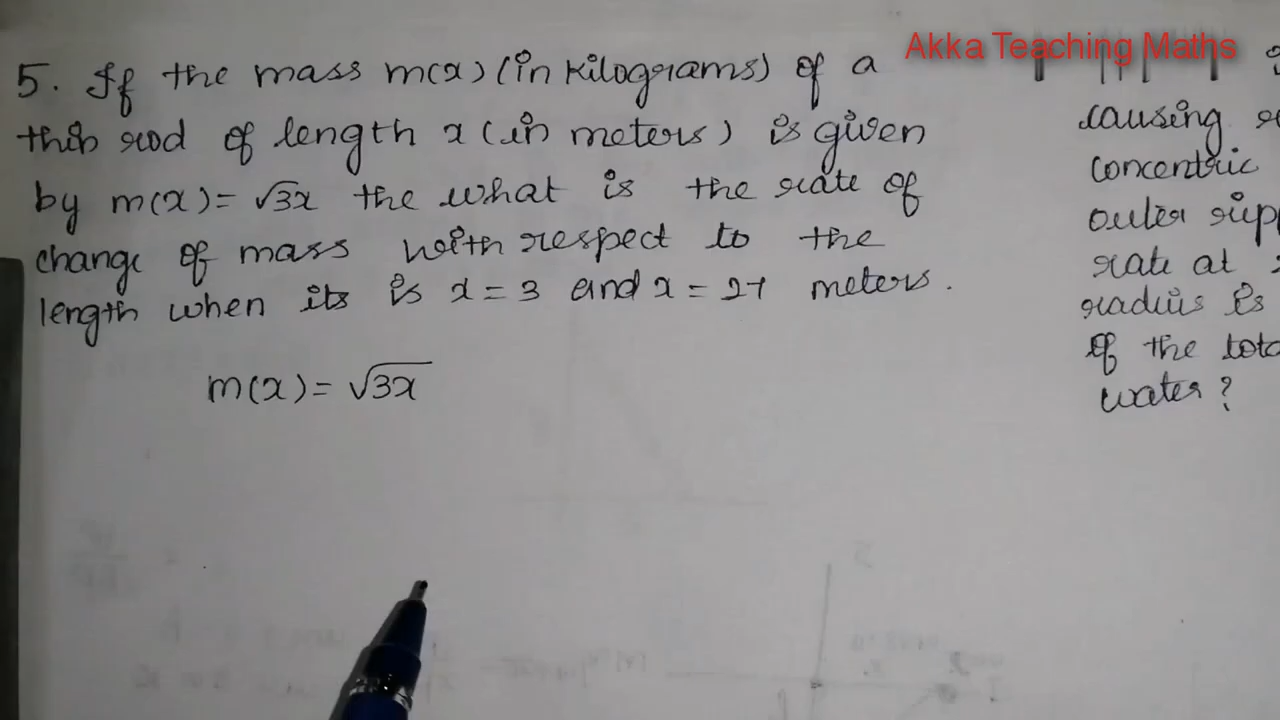 Akka Teaching Maths
5. If the mass m(x) (in kilograms) of a
thin rod of length x (in meters) is given
by m(x) = √3x the what is the rate of
change of mass with respect to the
length when its is x = 3 and x = 27 meters.
m(x) = √3x
causing
concentric
outer
rate at
radius is
of the
water?